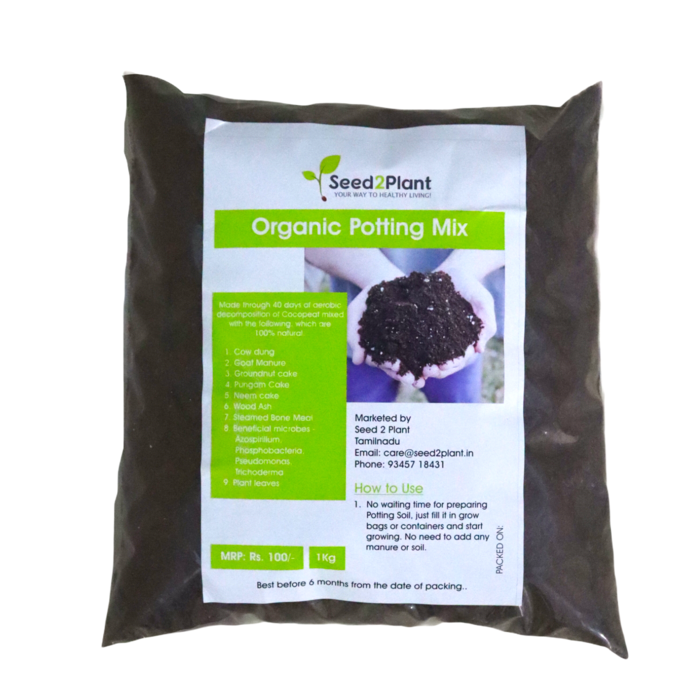 Seed2Plant
YOUR WAY TO HEALTHY LIVING!
Organic Potting Mix
Made through 40 days of aerobic
decomposition of Cocopeat mixed
with the following, which are
100% natural.
1. Cow dung
2. Goat Manure
3. Groundnut cake
4. Pungam Cake
5. Neem cake
6. Wood Ash
7. Steamed Bone Meal
8. Beneficial microbes -
Azospirillum,
Phosphobacteria,
Pseudomonas,
Trichoderma
9. Plant leaves
MRP: Rs. 100/-
1Kg
Marketed by
Seed 2 Plant
Tamilnadu
Email: care@seed2plant.in
Phone: 93457 18431
How to Use
1. No waiting time for preparing
Potting Soil, just fill it in grow
bags or containers and start
growing. No need to add any
manure or soil.
PACKED ON:
Best before 6 months from the date of packing..